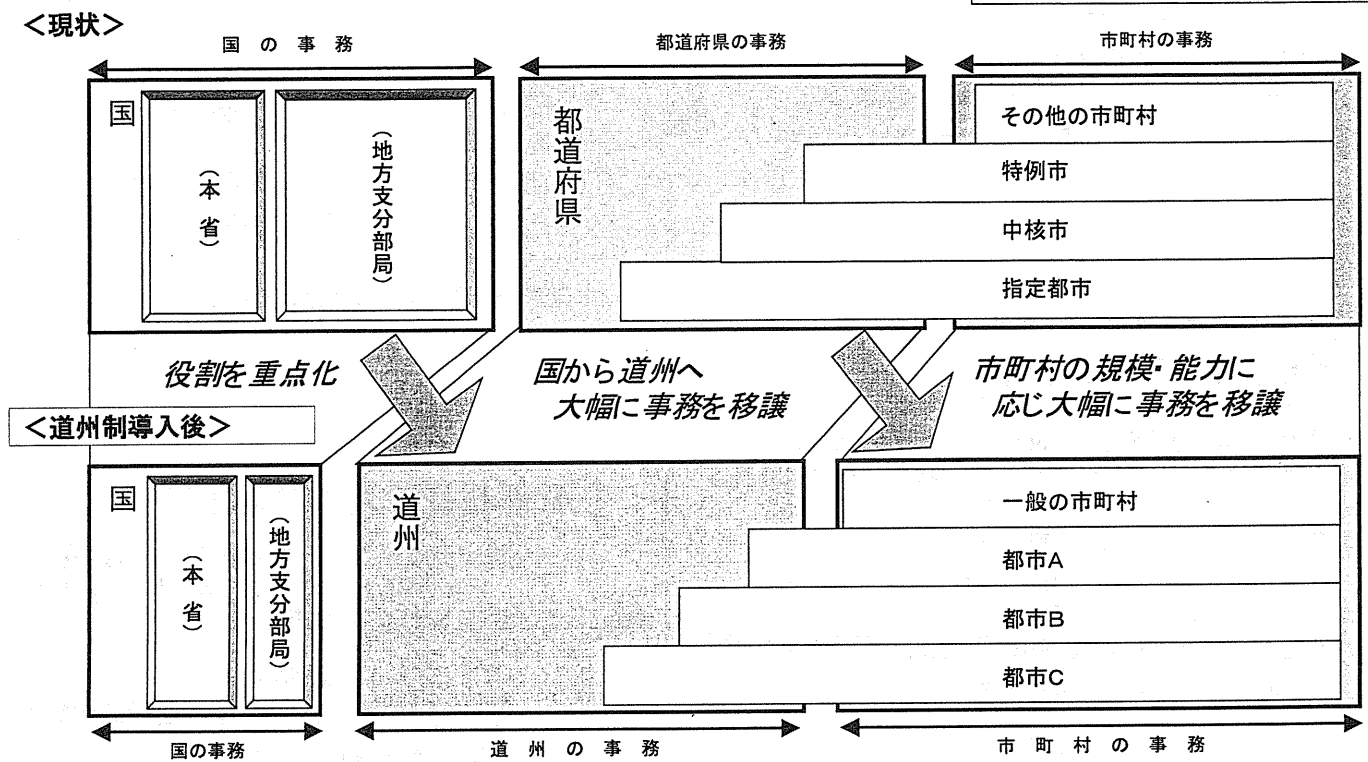 ＜現状＞
国の事務
都道府県の事務
市町村の事務
国
（本省）
（地方支分部局）
都道府県
その他の市町村
特例市
中核市
指定都市
役割を重点化
国から道州へ
大幅に事務を移譲
市町村の規模・能力に
応じ大幅に事務を移譲
＜道州制導入後＞
国
（本省）
（地方支分部局）
道州
一般の市町村
都市A
都市B
都市C
国の事務
道州の事務
市町村の事務